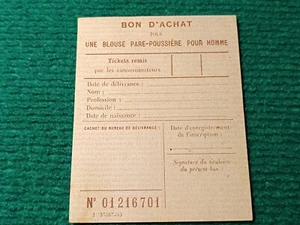 BON D'ACHAT
POUR
UNE BLOUSE PARE-POUSSIÈRE POUR HOMME
Tickets remis
par les consommateurs
Date de délivrance :
Nom :
Profession :
Domicile :
Date de naissance :
CACHET DU BUREAU DE DÉLIVRANCE :
Date d'enregistrement
de l'inscription :
Signature du titulaire
du présent bon :
N° 01216701